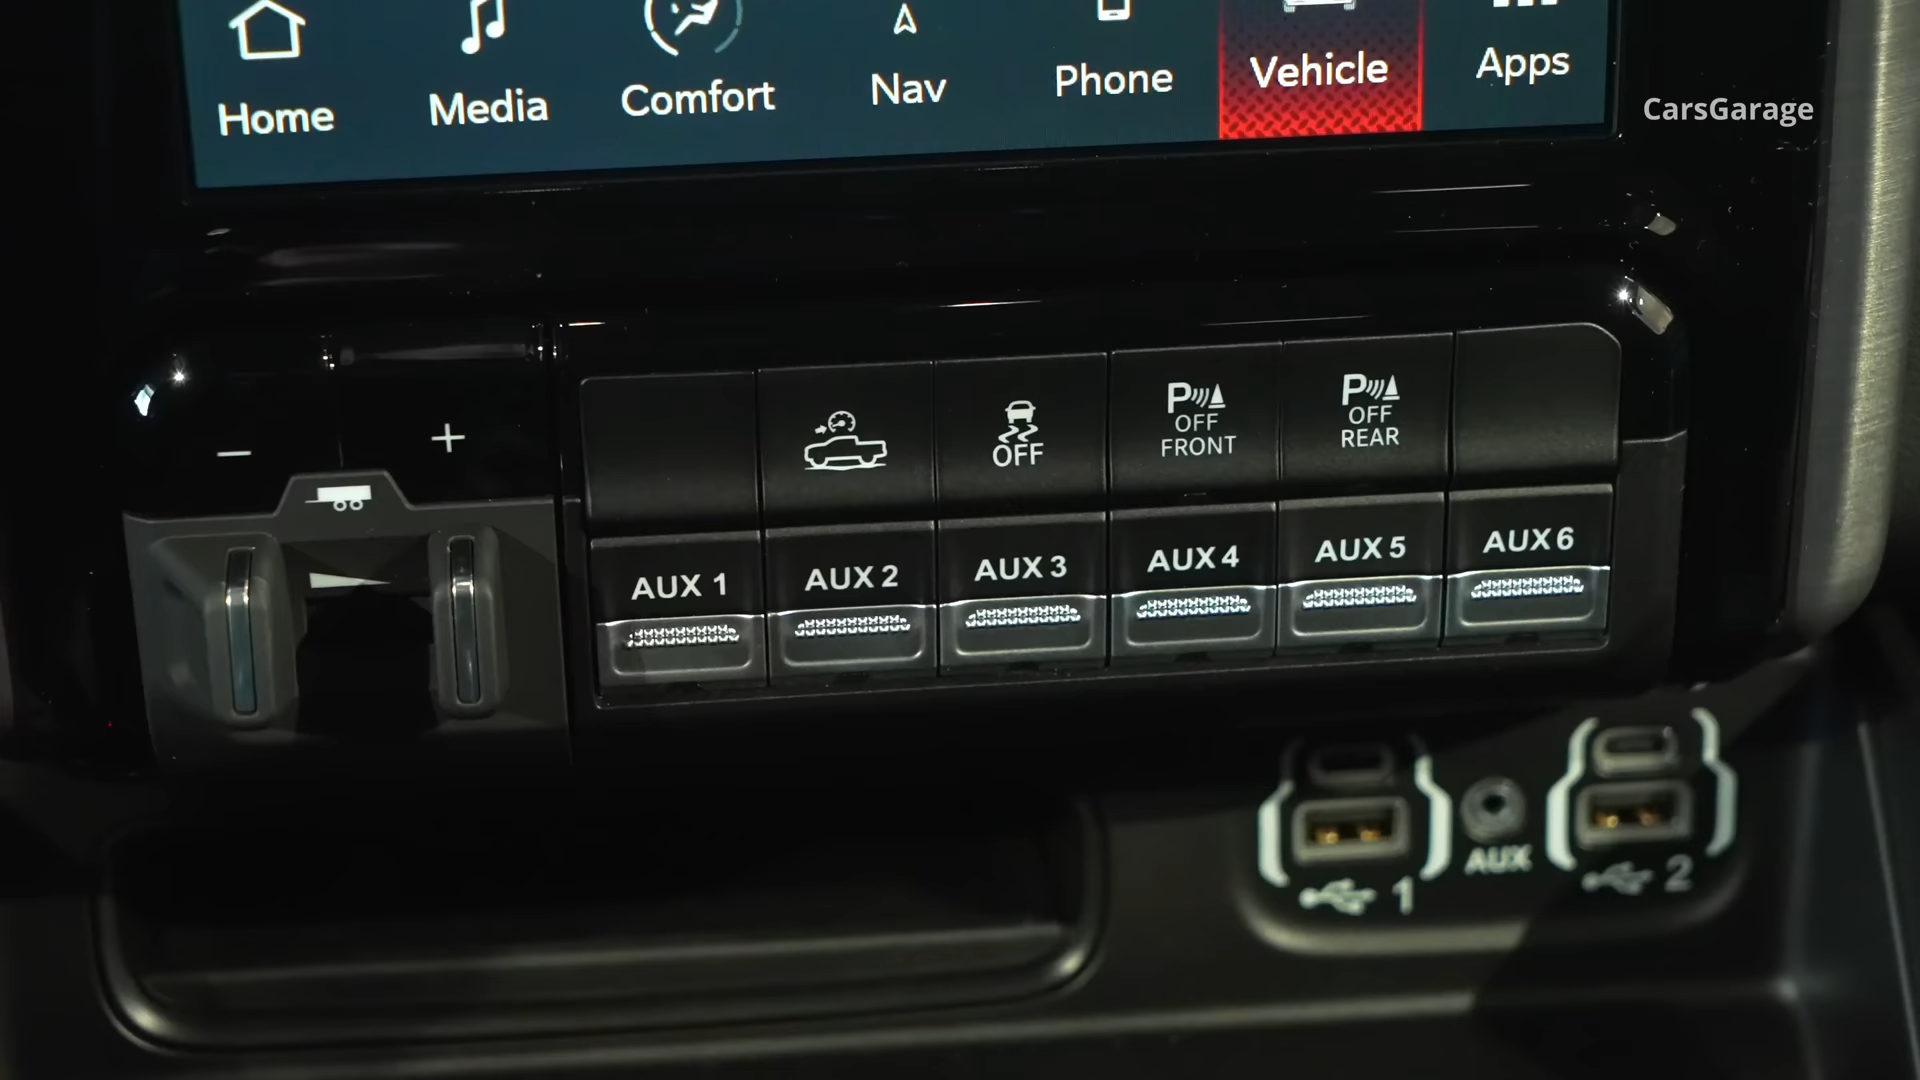 Home
Media
Comfort
Nav
Phone
Vehicle
Apps
CarsGarage
− +
OFF
P OFF FRONT
P OFF REAR
AUX 1
AUX 2
AUX 3
AUX 4
AUX 5
AUX 6
1
AUX
2